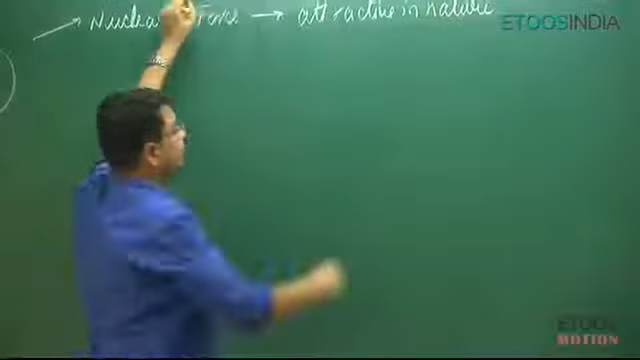 → Nuclear Force → attractive in nature
ETOOSINDIA
ETOOS
MOTION